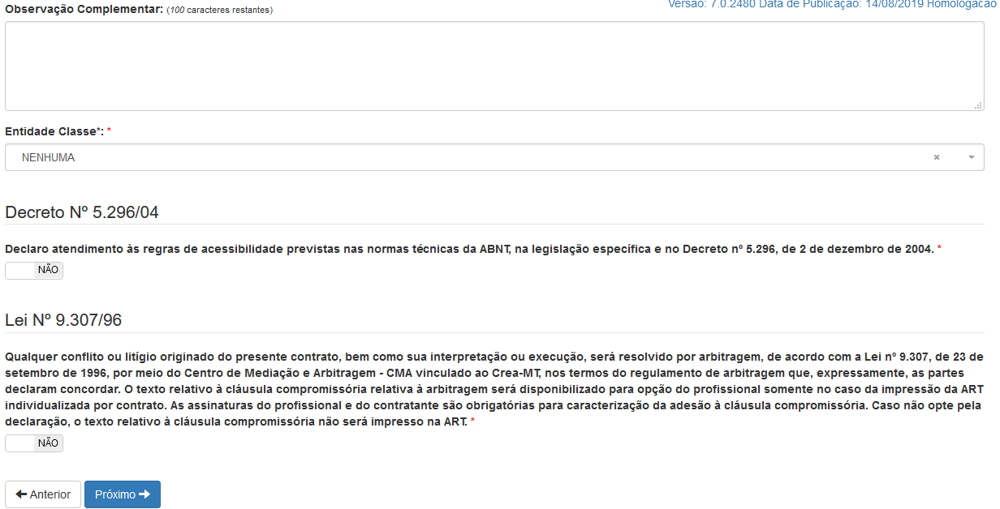 Observação Complementar: (100 caracteres restantes)
Versão: 7.0.2480 Data de Publicação: 14/08/2019 Homologacao
Entidade Classe*: *
NENHUMA
Decreto Nº 5.296/04
Declaro atendimento às regras de acessibilidade previstas nas normas técnicas da ABNT, na legislação específica e no Decreto nº 5.296, de 2 de dezembro de 2004. *
NÃO
Lei Nº 9.307/96
Qualquer conflito ou litígio originado do presente contrato, bem como sua interpretação ou execução, será resolvido por arbitragem, de acordo com a Lei nº 9.307, de 23 de
setembro de 1996, por meio do Centro de Mediação e Arbitragem - CMA vinculado ao Crea-MT, nos termos do regulamento de arbitragem que, expressamente, as partes
declaram concordar. O texto relativo à cláusula compromissória relativa à arbitragem será disponibilizado para opção do profissional somente no caso da impressão da ART
individualizada por contrato. As assinaturas do profissional e do contratante são obrigatórias para caracterização da adesão à cláusula compromissória. Caso não opte pela
declaração, o texto relativo à cláusula compromissória não será impresso na ART. *
NÃO
Anterior Próximo